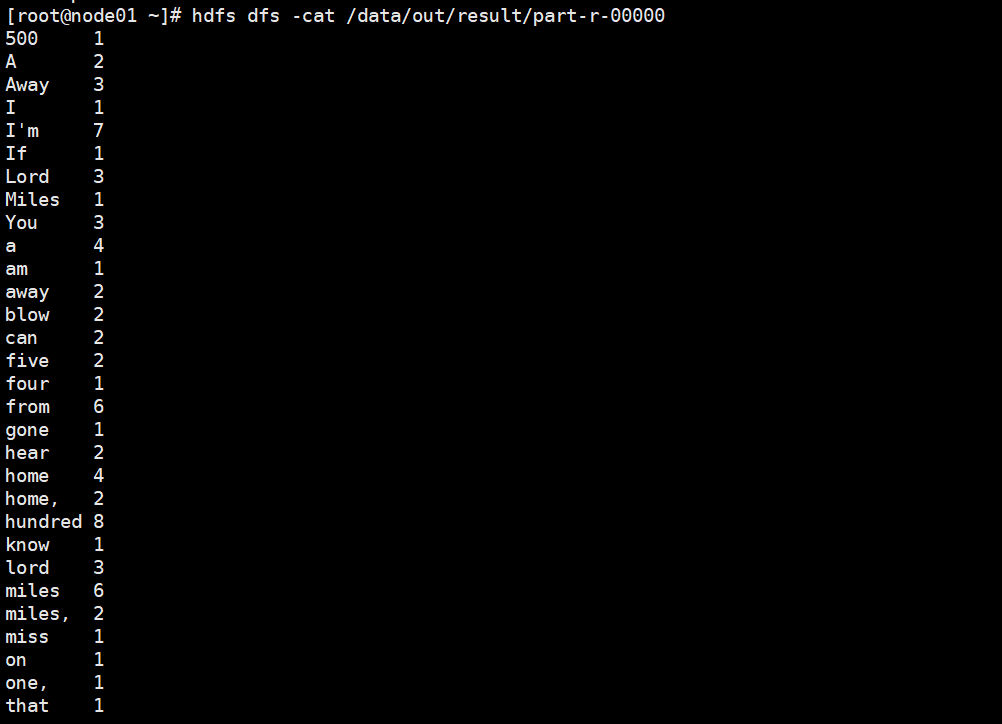 [root@node01 ~]# hdfs dfs -cat /data/out/result/part-r-00000
500 1
A 2
Away 3
I 1
I'm 7
If 1
Lord 3
Miles 1
You 3
a 4
am 1
away 2
blow 2
can 2
five 2
four 1
from 6
gone 1
hear 2
home 4
home, 2
hundred 8
know 1
lord 3
miles 6
miles, 2
miss 1
on 1
one, 1
that 1